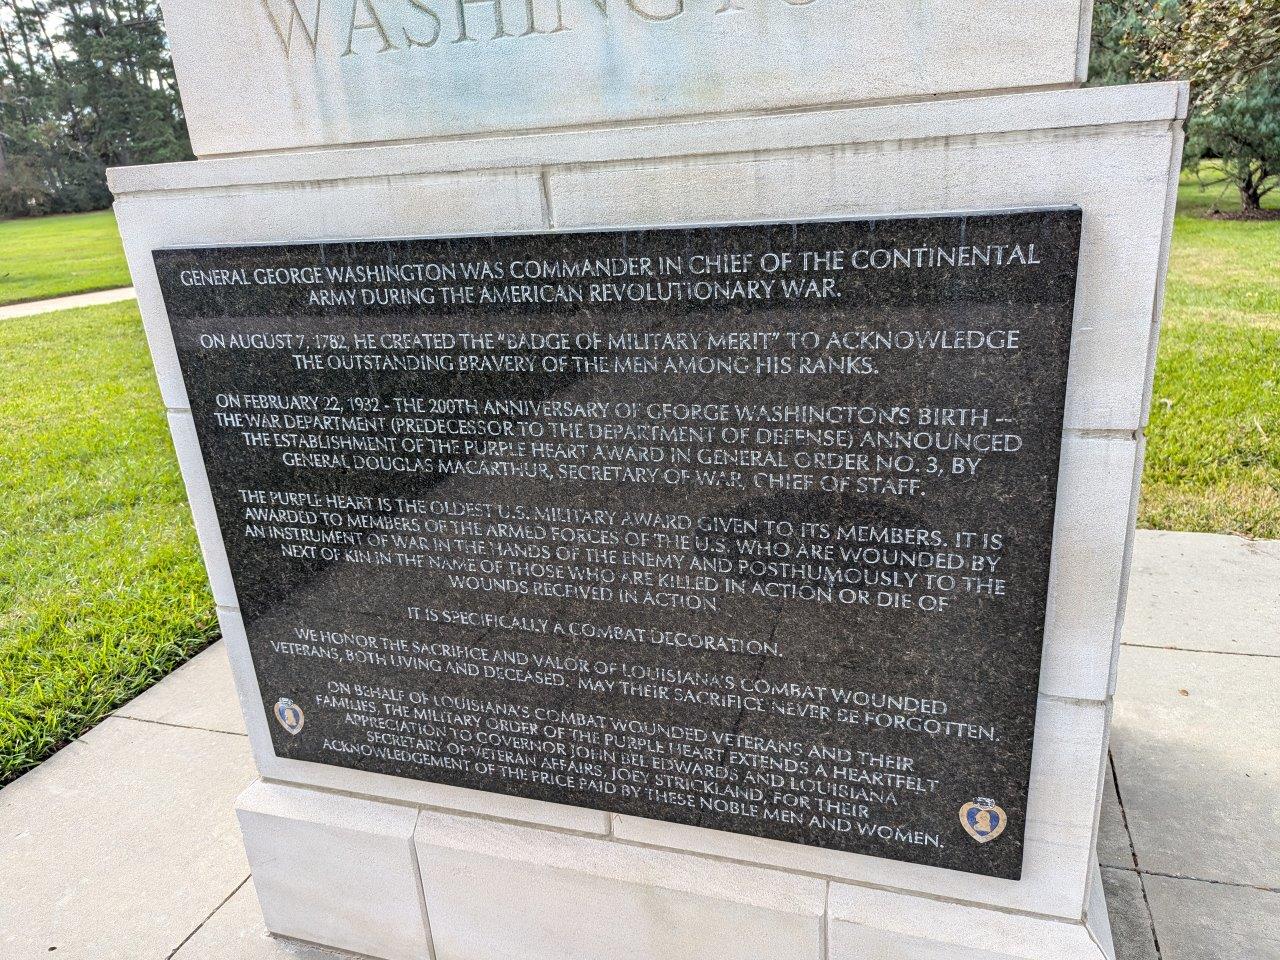 WASHINGTON
GENERAL GEORGE WASHINGTON WAS COMMANDER IN CHIEF OF THE CONTINENTAL
ARMY DURING THE AMERICAN REVOLUTIONARY WAR.
ON AUGUST 7, 1782, HE CREATED THE "BADGE OF MILITARY MERIT" TO ACKNOWLEDGE
THE OUTSTANDING BRAVERY OF THE MEN AMONG HIS RANKS.
ON FEBRUARY 22, 1932 - THE 200TH ANNIVERSARY OF GEORGE WASHINGTON'S BIRTH --
THE WAR DEPARTMENT (PREDECESSOR TO THE DEPARTMENT OF DEFENSE) ANNOUNCED
THE ESTABLISHMENT OF THE PURPLE HEART AWARD IN GENERAL ORDER NO. 3, BY
GENERAL DOUGLAS MACARTHUR, SECRETARY OF WAR, CHIEF OF STAFF.
THE PURPLE HEART IS THE OLDEST U.S. MILITARY AWARD GIVEN TO ITS MEMBERS. IT IS
AWARDED TO MEMBERS OF THE ARMED FORCES OF THE U.S. WHO ARE WOUNDED BY
AN INSTRUMENT OF WAR IN THE HANDS OF THE ENEMY AND POSTHUMOUSLY TO THE
NEXT OF KIN IN THE NAME OF THOSE WHO ARE KILLED IN ACTION OR DIE OF
WOUNDS RECEIVED IN ACTION.
IT IS SPECIFICALLY A COMBAT DECORATION.
WE HONOR THE SACRIFICE AND VALOR OF LOUISIANA'S COMBAT WOUNDED
VETERANS, BOTH LIVING AND DECEASED. MAY THEIR SACRIFICE NEVER BE FORGOTTEN.
ON BEHALF OF LOUISIANA'S COMBAT WOUNDED VETERANS AND THEIR
FAMILIES, THE MILITARY ORDER OF THE PURPLE HEART EXTENDS A HEARTFELT
APPRECIATION TO GOVERNOR JOHN BEL EDWARDS AND LOUISIANA
SECRETARY OF VETERAN AFFAIRS, JOEY STRICKLAND, FOR THEIR
ACKNOWLEDGEMENT OF THE PRICE PAID BY THESE NOBLE MEN AND WOMEN.